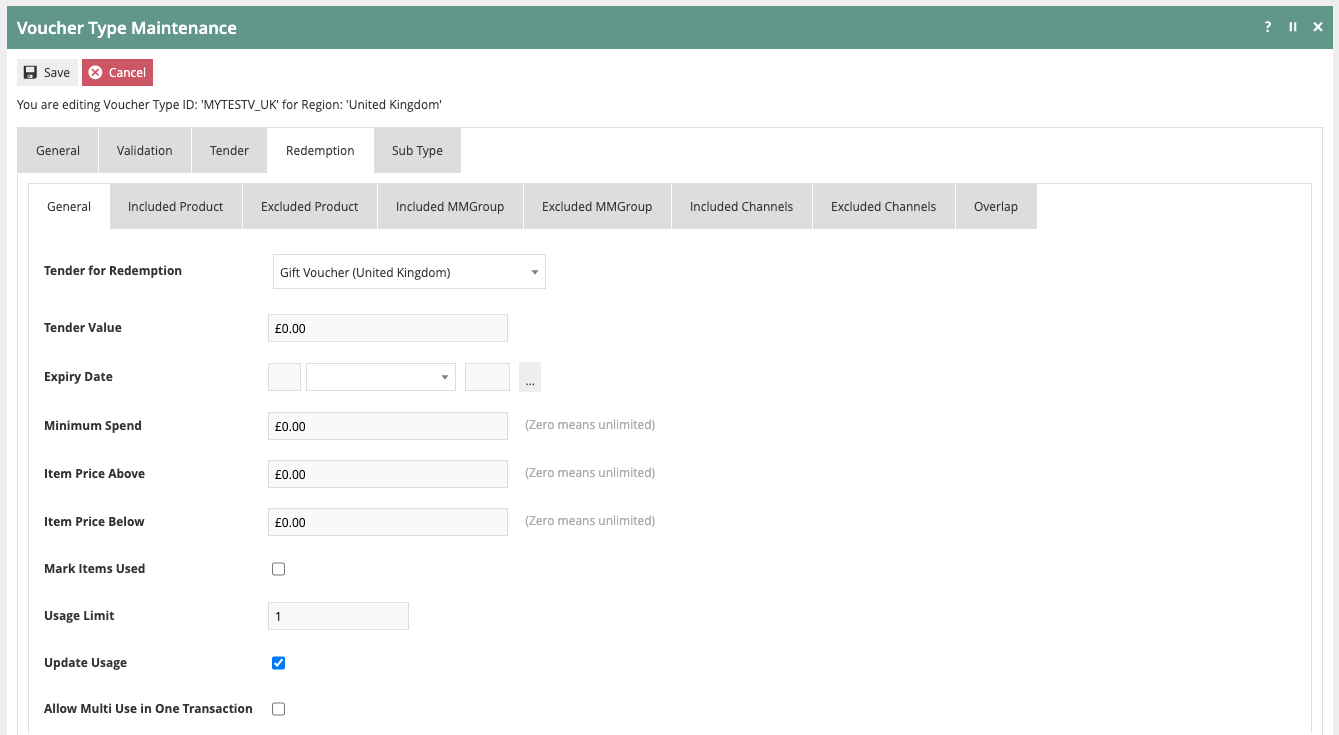 Voucher Type Maintenance
?
Save Cancel
You are editing Voucher Type ID: 'MYTESTV_UK' for Region: 'United Kingdom'
General Validation Tender Redemption Sub Type
General Included Product Excluded Product Included MMGroup Excluded MMGroup Included Channels Excluded Channels Overlap
Tender for Redemption Gift Voucher (United Kingdom)
Tender Value £0.00
Expiry Date ...
Minimum Spend £0.00 (Zero means unlimited)
Item Price Above £0.00 (Zero means unlimited)
Item Price Below £0.00 (Zero means unlimited)
Mark Items Used
Usage Limit 1
Update Usage
Allow Multi Use in One Transaction